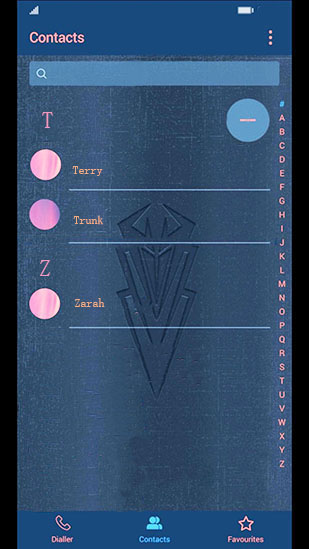 Contacts
T
Terry
Trunk
Z
Zarah
#
A
B
C
D
E
F
G
H
I
J
K
L
M
N
O
P
Q
R
S
T
U
V
W
X
Y
Z
Dialler
Contacts
Favourites